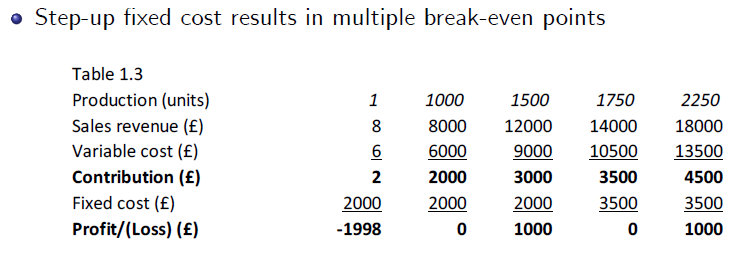 Step-up fixed cost results in multiple break-even points
Table 1.3
Production (units) 1 1000 1500 1750 2250
Sales revenue (£) 8 8000 12000 14000 18000
Variable cost (£) 6 6000 9000 10500 13500
Contribution (£) 2 2000 3000 3500 4500
Fixed cost (£) 2000 2000 2000 3500 3500
Profit/(Loss) (£) -1998 0 1000 0 1000